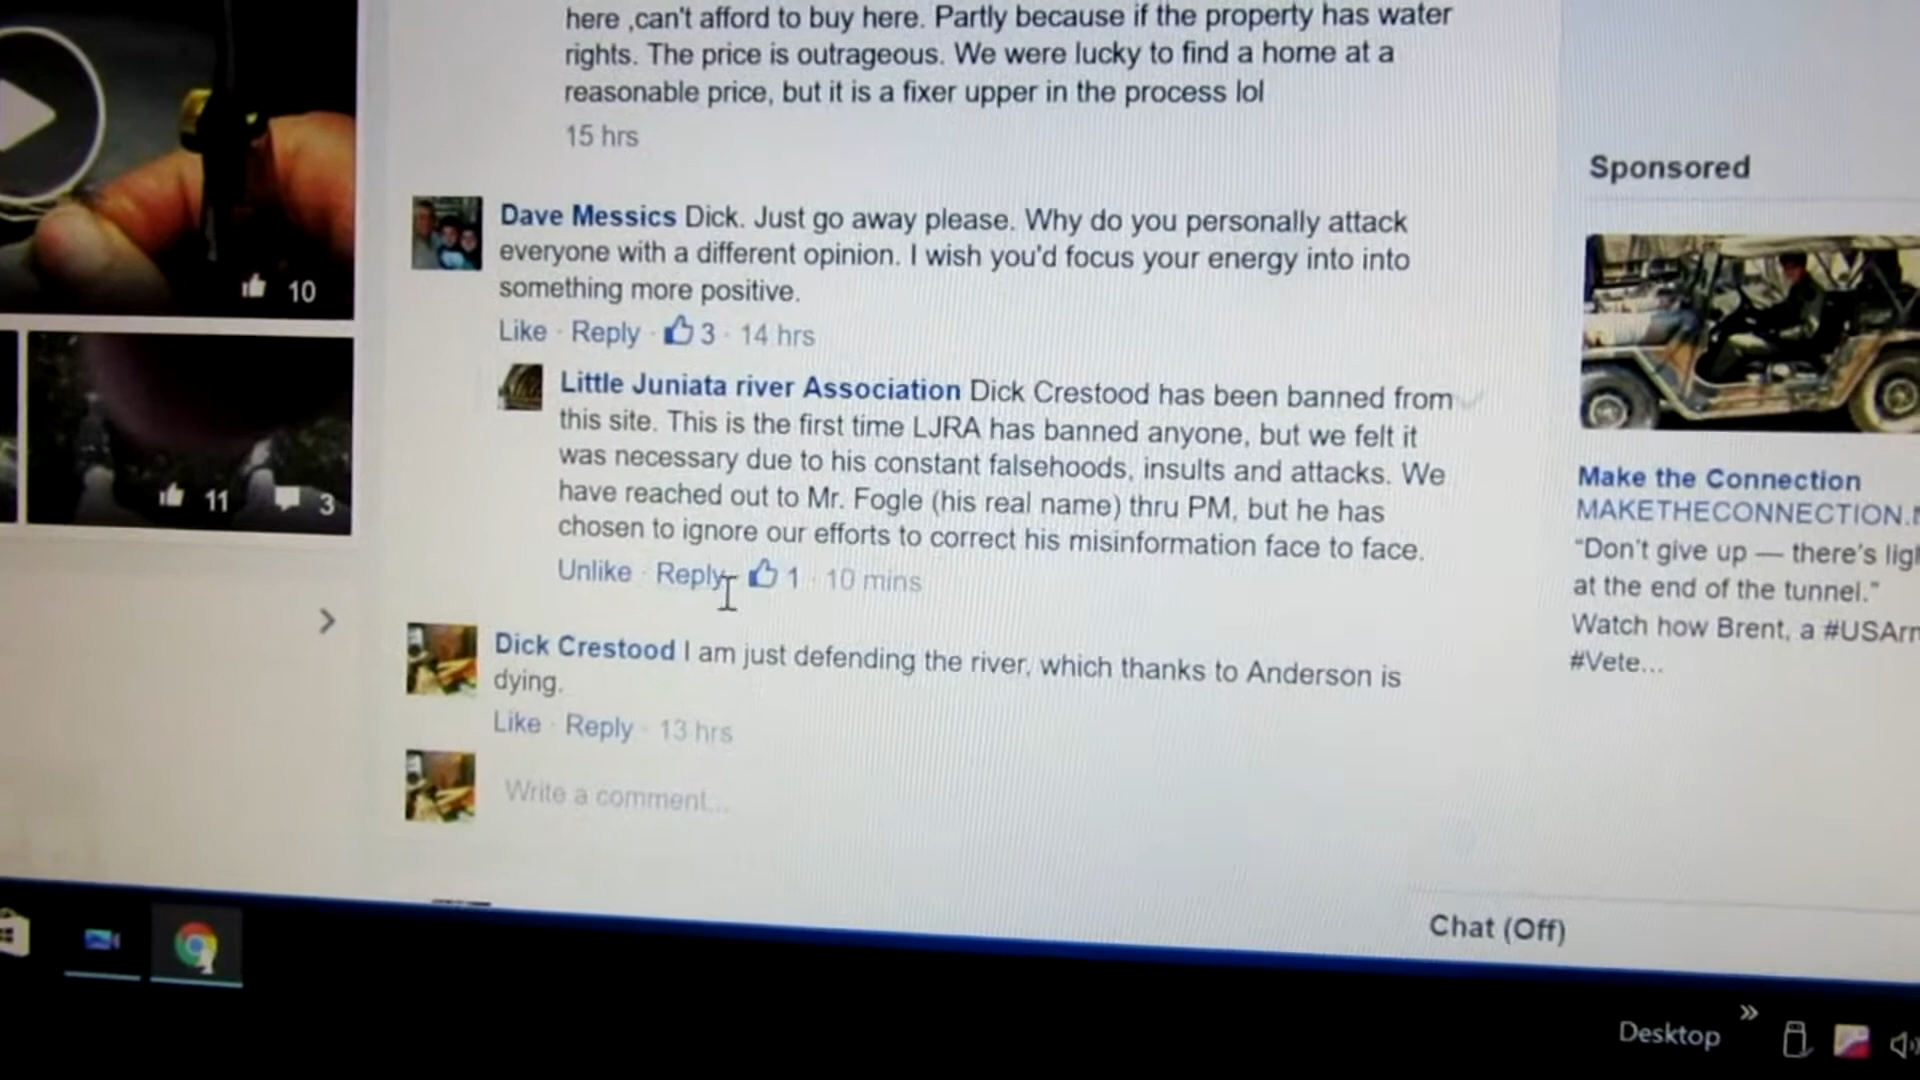 here ,can't afford to buy here. Partly because if the property has water
rights. The price is outrageous. We were lucky to find a home at a
reasonable price, but it is a fixer upper in the process lol
15 hrs
Dave Messics Dick. Just go away please. Why do you personally attack
everyone with a different opinion. I wish you'd focus your energy into into
something more positive.
Like · Reply · 3 · 14 hrs
Little Juniata river Association Dick Crestood has been banned from
this site. This is the first time LJRA has banned anyone, but we felt it
was necessary due to his constant falsehoods, insults and attacks. We
have reached out to Mr. Fogle (his real name) thru PM, but he has
chosen to ignore our efforts to correct his misinformation face to face.
Unlike · Reply · 1 · 10 mins
Dick Crestood I am just defending the river, which thanks to Anderson is
dying.
Like · Reply · 13 hrs
Write a comment...
10
11 3
Sponsored
Make the Connection
MAKETHECONNECTION.
"Don't give up — there's
at the end of the tunnel."
Watch how Brent, a
#Vete...
Chat (Off)
Desktop »